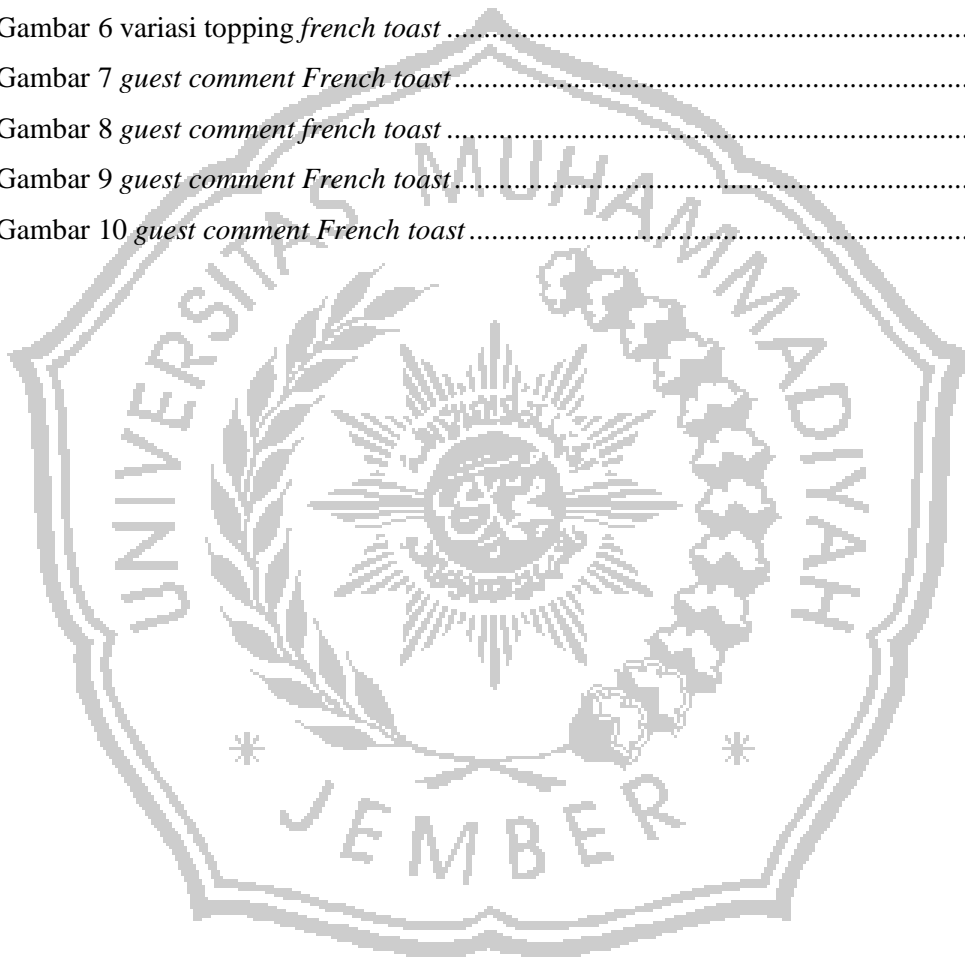 Gambar 6 variasi topping french toast ........................................................................
Gambar 7 guest comment French toast ........................................................................
Gambar 8 guest comment french toast ........................................................................
Gambar 9 guest comment French toast ........................................................................
Gambar 10 guest comment French toast ......................................................................
UNIVERSITAS MUHAMMADIYAH
* JEMBER *